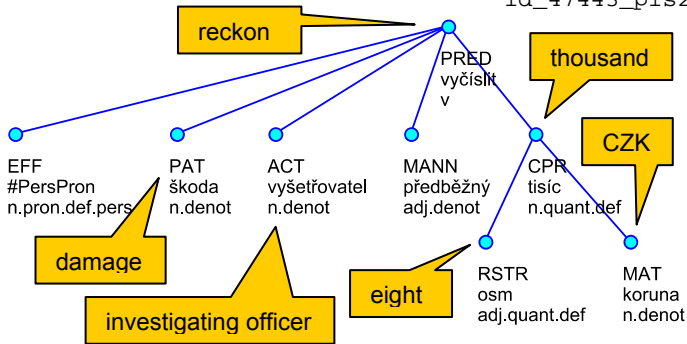 reckon
PRED
vyčíslit
v
thousand
CZK
EFF
#PersPron
n.pron.def.pers
PAT
škoda
n.denot
ACT
vyšetřovatel
n.denot
MANN
předběžný
adj.denot
CPR
tisíc
n.quant.def
damage
investigating officer
eight
RSTR
osm
adj.quant.def
MAT
koruna
n.denot